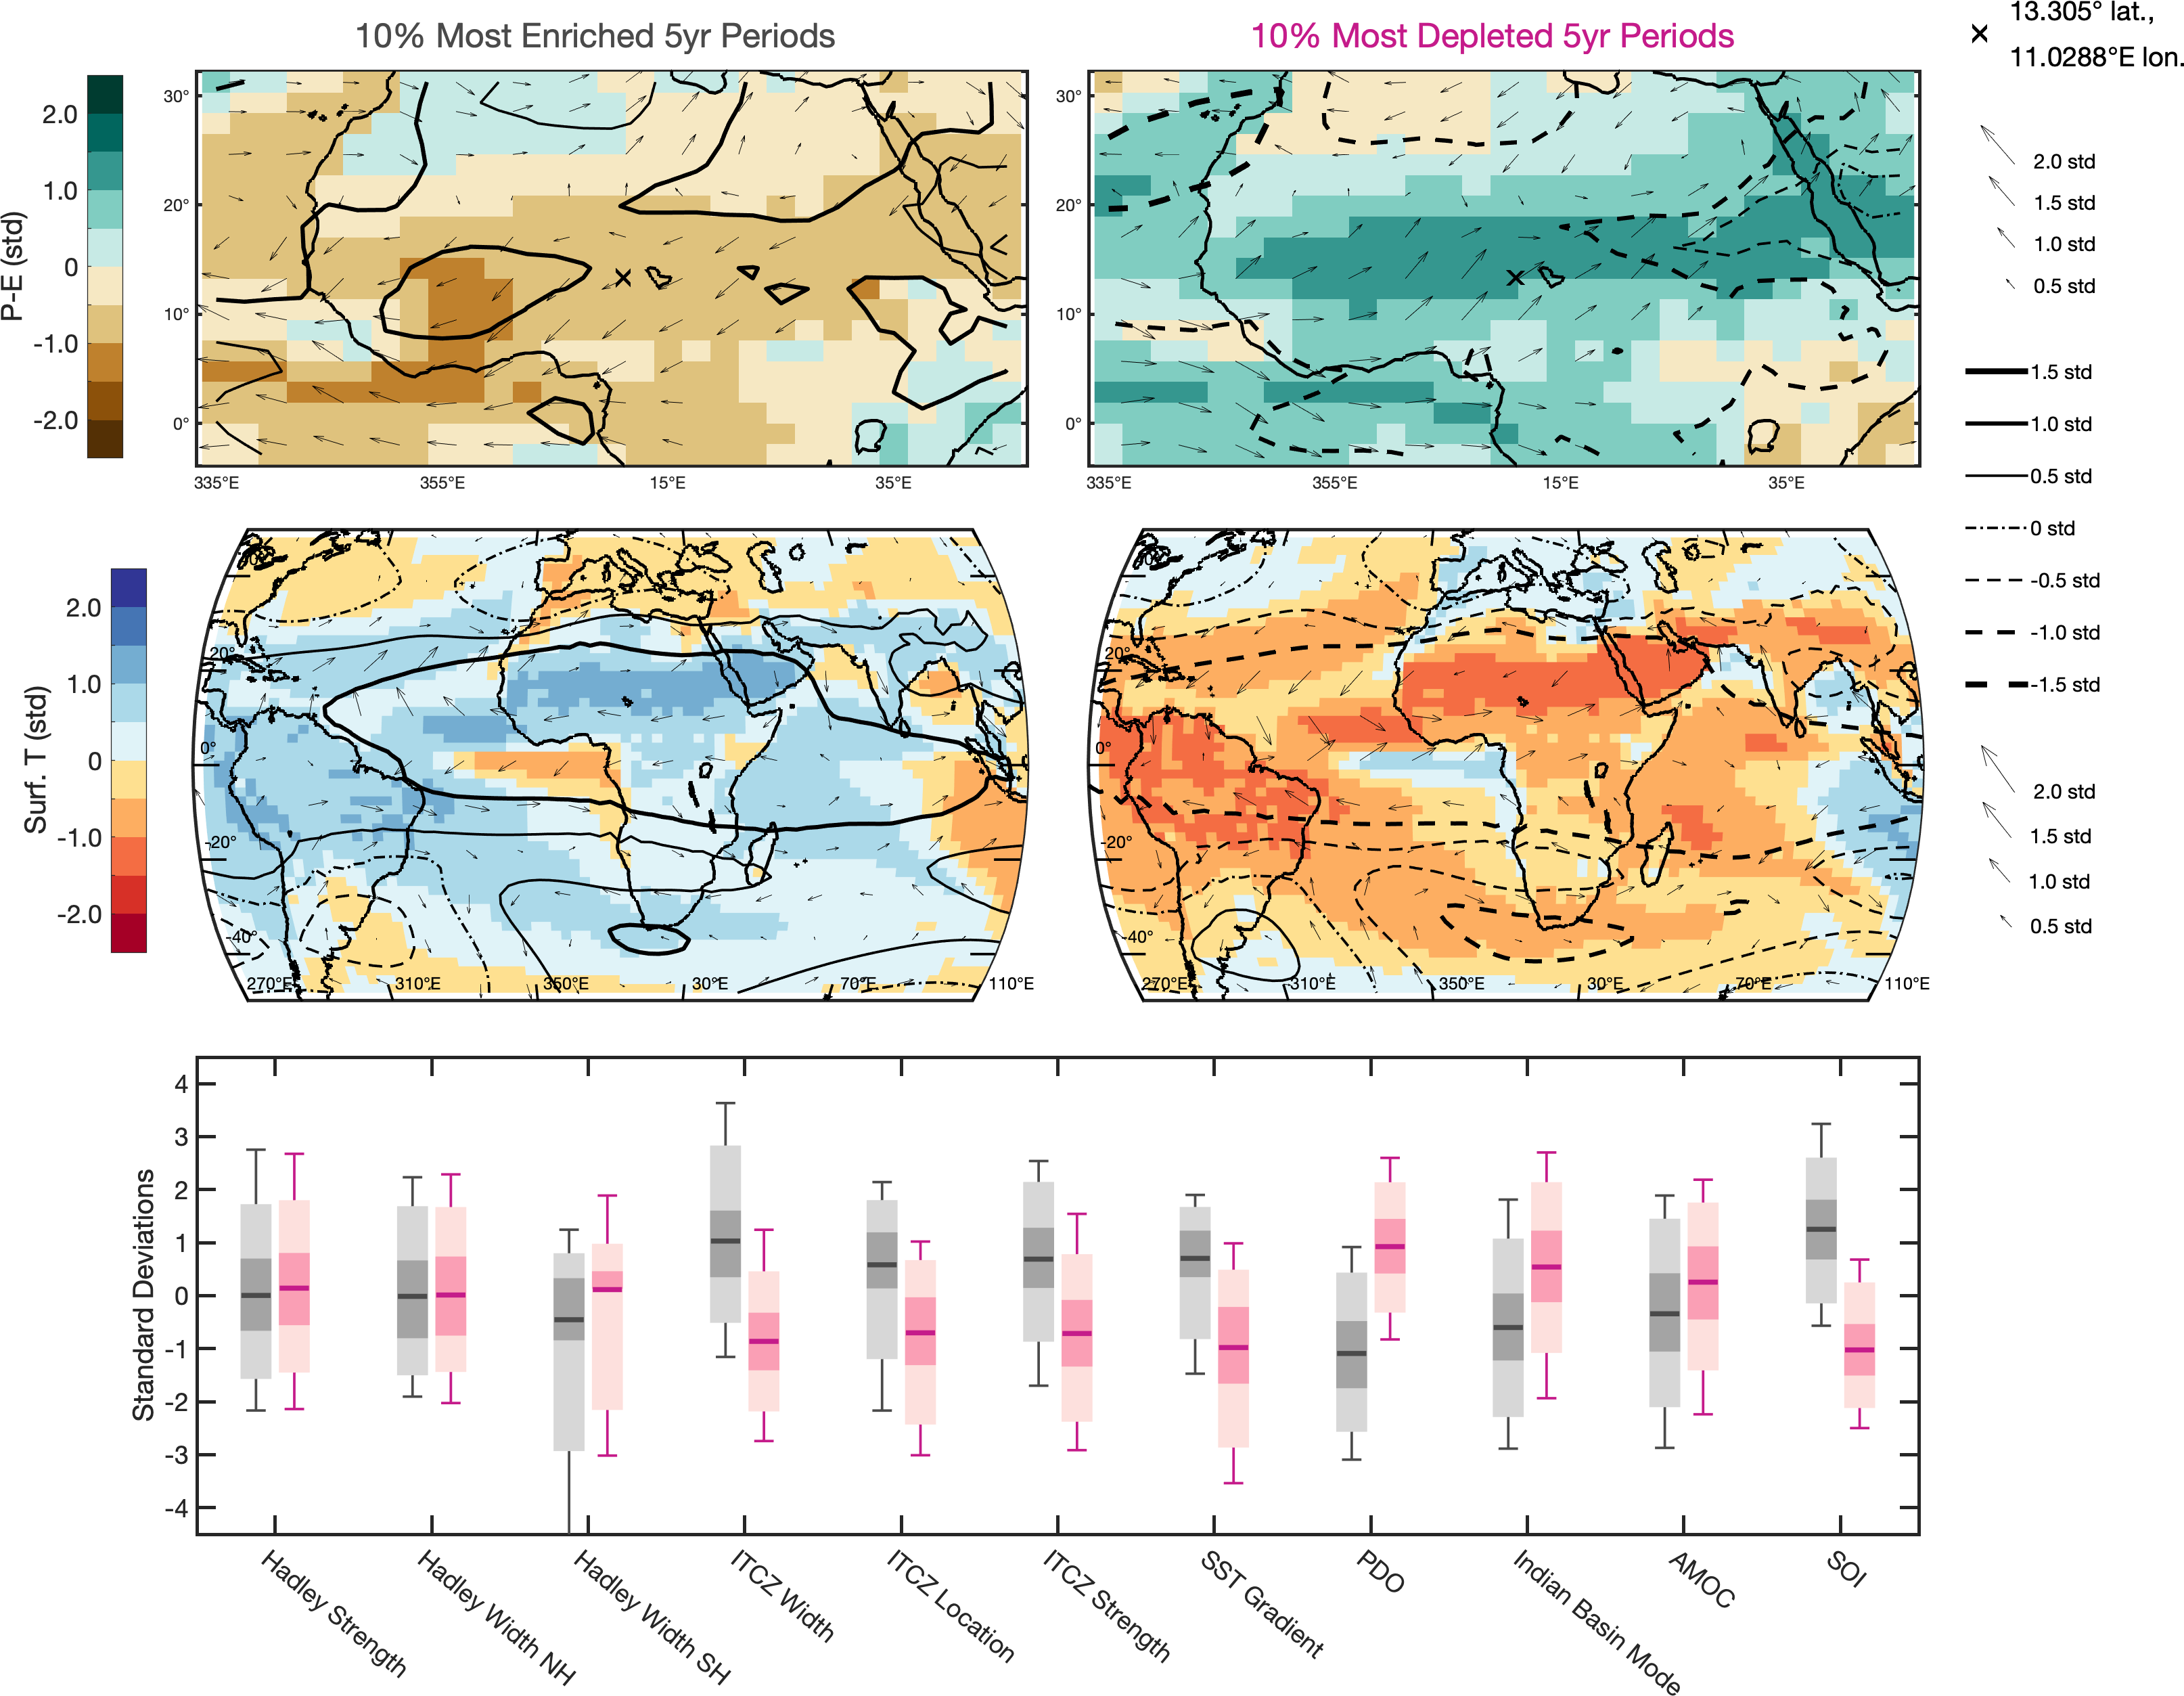 10% Most Enriched 5yr Periods
10% Most Depleted 5yr Periods
13.305° lat.,
11.0288°E lon.
P-E (std)
2.0
1.0
0
-1.0
-2.0
30°
20°
10°
0°
335°E
355°E
15°E
35°E
30°
20°
10°
0°
335°E
355°E
15°E
35°E
2.0 std
1.5 std
1.0 std
0.5 std
1.5 std
1.0 std
0.5 std
0 std
-0.5 std
-1.0 std
-1.5 std
Surf. T (std)
2.0
1.0
0
-1.0
-2.0
20°
0°
-20°
-40°
270°E
310°E
350°E
30°E
70°E
110°E
20°
0°
-20°
-40°
270°E
310°E
350°E
30°E
70°E
110°E
2.0 std
1.5 std
1.0 std
0.5 std
Standard Deviations
4
3
2
1
0
-1
-2
-3
-4
Hadley Strength
Hadley Width NH
Hadley Width SH
ITCZ Width
ITCZ Location
ITCZ Strength
SST Gradient
PDO
Indian Basin Mode
AMOC
SOI